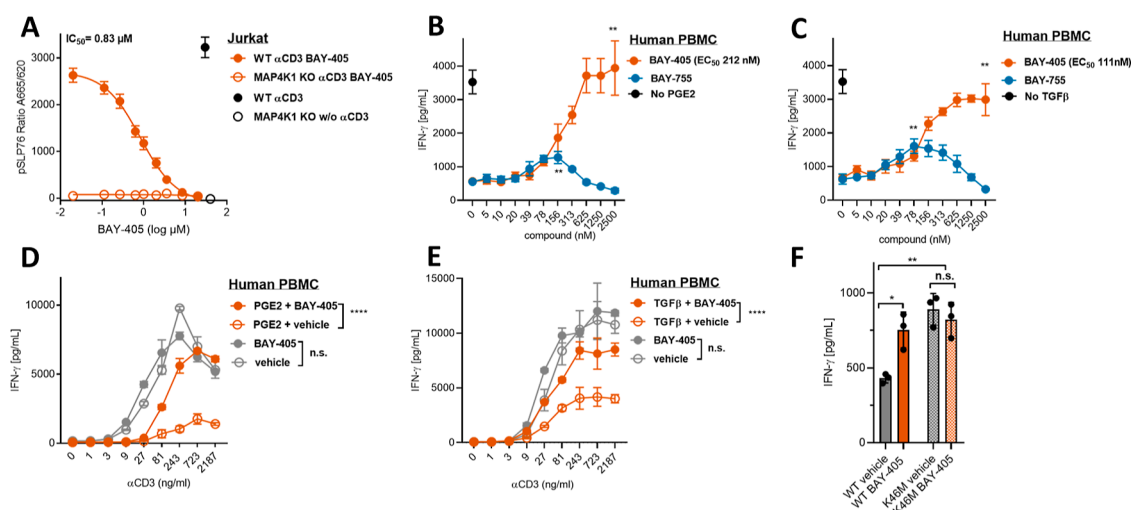 A
IC50= 0.83 µM
Jurkat
WT αCD3 BAY-405
MAP4K1 KO αCD3 BAY-405
WT αCD3
MAP4K1 KO w/o αCD3
pSLP76 Ratio A665/620
3000
2000
1000
0
-2 -1 0 1 2
BAY-405 (log µM)
B
Human PBMC
BAY-405 (EC50 212 nM)
BAY-755
No PGE2
**
**
IFN-γ [pg/mL]
5000
4000
3000
2000
1000
0
0 5 10 20 39 78 156 313 625 1250 2500
compound (nM)
C
Human PBMC
BAY-405 (EC50 111nM)
BAY-755
No TGFβ
**
**
IFN-γ [pg/mL]
5000
4000
3000
2000
1000
0
0 5 10 20 39 78 156 313 625 1250 2500
compound (nM)
D
Human PBMC
PGE2 + BAY-405
PGE2 + vehicle
****
BAY-405
vehicle
n.s.
IFN-γ [pg/mL]
10000
5000
0
0 1 3 9 27 81 243 723 2187
αCD3 (ng/ml)
E
Human PBMC
TGFβ + BAY-405
TGFβ + vehicle
****
BAY-405
vehicle
n.s.
IFN-γ [pg/mL]
15000
10000
5000
0
0 1 3 9 27 81 243 723 2187
αCD3 (ng/ml)
F
**
n.s.
*
IFN-γ [pg/mL]
1000
500
0
WT vehicle
WT BAY-405
K46M vehicle
K46M BAY-405